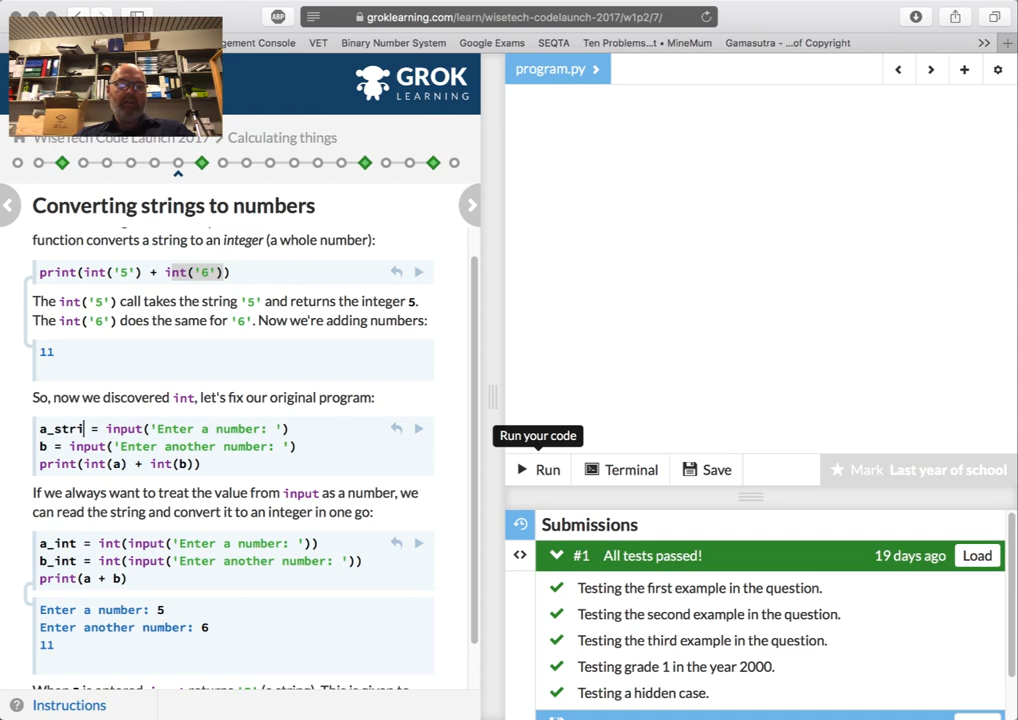 ABP
groklearning.com/learn/wisetech-codelaunch-2017/w1p2/7/
gement Console VET Binary Number System Google Exams SEQTA Ten Problems...t • MineMum Gamasutra - ...of Copyright
GROK
LEARNING
WiseTech Code Launch 2017 > Calculating things
Converting strings to numbers
function converts a string to an integer (a whole number):
print(int('5') + int('6'))
The int('5') call takes the string '5' and returns the integer 5.
The int('6') does the same for '6'. Now we're adding numbers:
11
So, now we discovered int, let's fix our original program:
a_stri = input('Enter a number: ')
b = input('Enter another number: ')
print(int(a) + int(b))
If we always want to treat the value from input as a number, we
can read the string and convert it to an integer in one go:
a_int = int(input('Enter a number: '))
b_int = int(input('Enter another number: '))
print(a + b)
Enter a number: 5
Enter another number: 6
11
Instructions
program.py
Run your code
Run Terminal Save Mark Last year of school
Submissions
#1 All tests passed! 19 days ago Load
Testing the first example in the question.
Testing the second example in the question.
Testing the third example in the question.
Testing grade 1 in the year 2000.
Testing a hidden case.